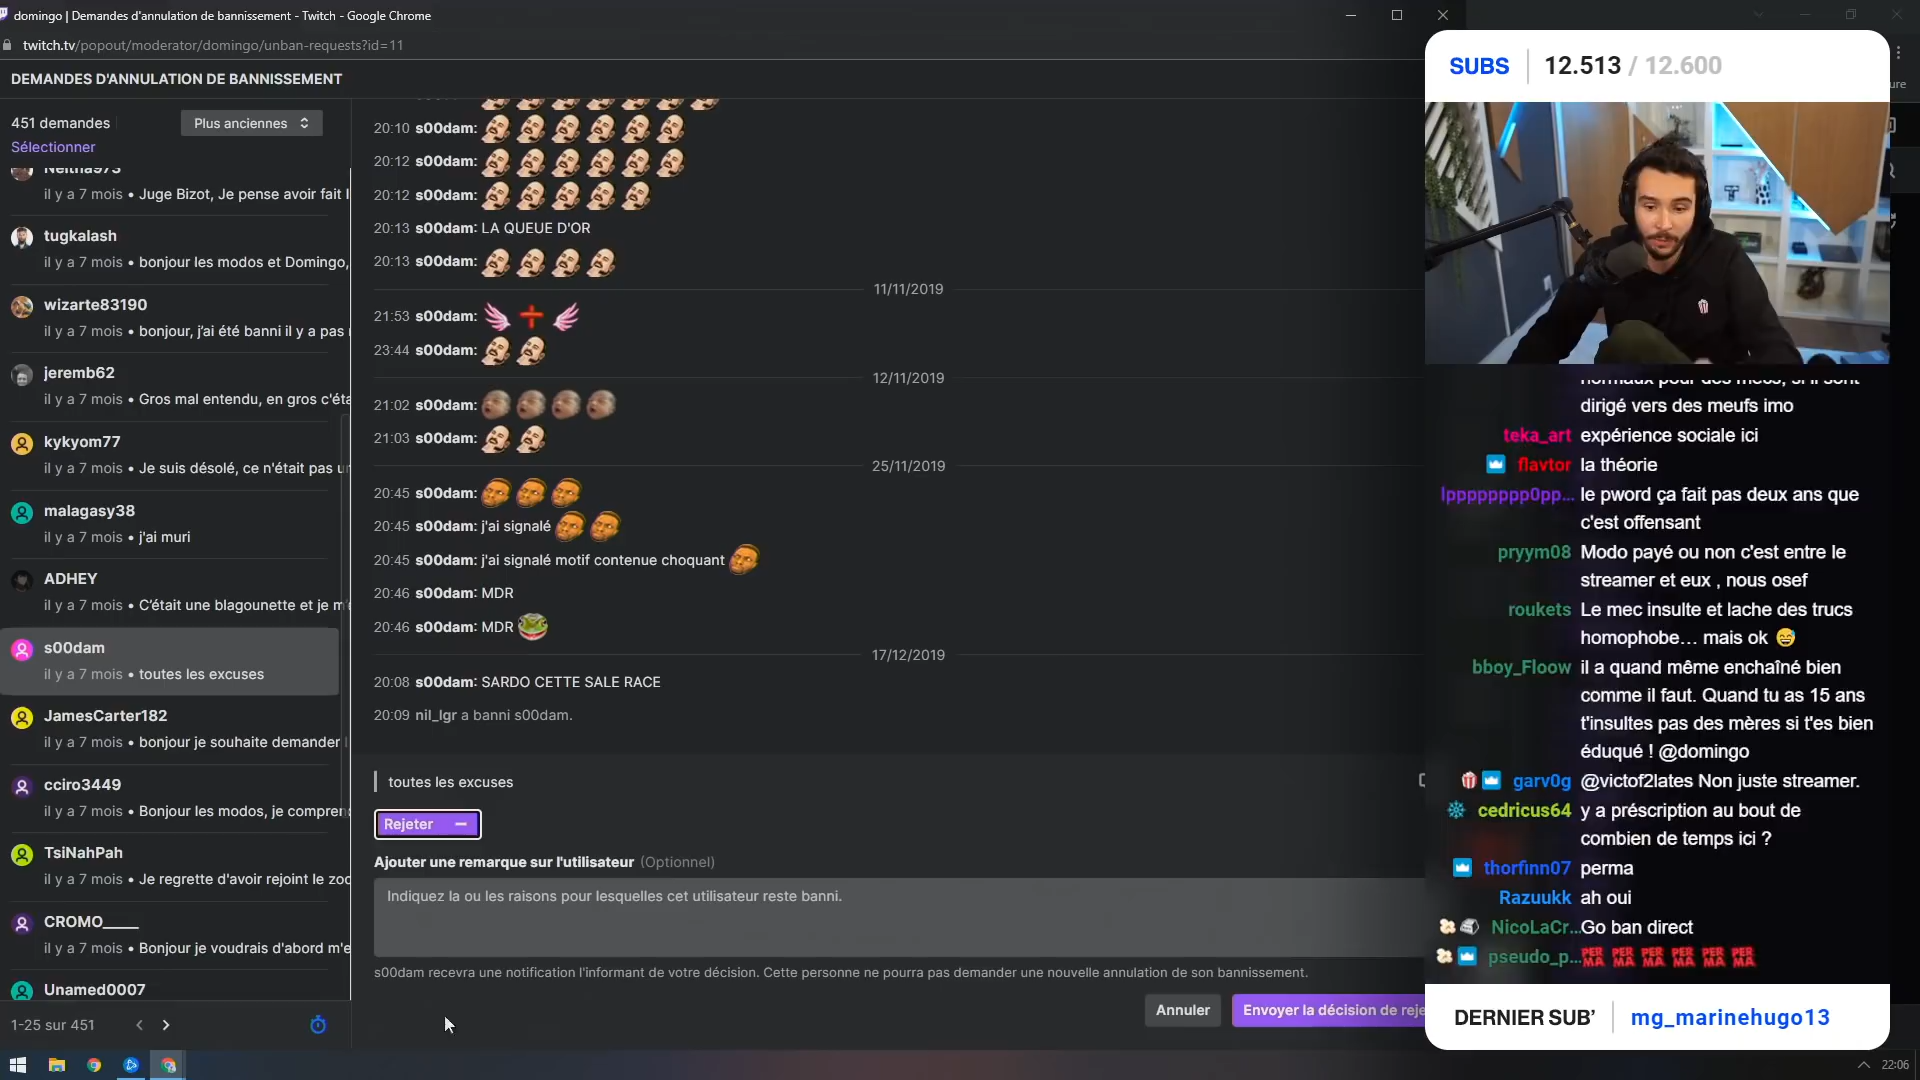 domingo | Demandes d'annulation de bannissement - Twitch - Google Chrome
twitch.tv/popout/moderator/domingo/unban-requests?id=11
DEMANDES D'ANNULATION DE BANNISSEMENT
451 demandes
Plus anciennes
Sélectionner
Neitha973
il y a 7 mois • Juge Bizot, Je pense avoir fait l
tugkalash
il y a 7 mois • bonjour les modos et Domingo,
wizarte83190
il y a 7 mois • bonjour, j'ai été banni il y a pas
jeremb62
il y a 7 mois • Gros mal entendu, en gros c'éta
kykyom77
il y a 7 mois • Je suis désolé, ce n'était pas u
malagasy38
il y a 7 mois • j'ai muri
ADHEY
il y a 7 mois • C'était une blagounette et je m'
s00dam
il y a 7 mois • toutes les excuses
JamesCarter182
il y a 7 mois • bonjour je souhaite demander
cciro3449
il y a 7 mois • Bonjour les modos, je compren
TsiNahPah
il y a 7 mois • Je regrette d'avoir rejoint le zoo
CROMO____
il y a 7 mois • Bonjour je voudrais d'abord m'e
Unamed0007
1-25 sur 451
20:10 s00dam:
20:12 s00dam:
20:12 s00dam:
20:13 s00dam: LA QUEUE D'OR
20:13 s00dam:
11/11/2019
21:53 s00dam:
23:44 s00dam:
12/11/2019
21:02 s00dam:
21:03 s00dam:
25/11/2019
20:45 s00dam:
20:45 s00dam: j'ai signalé
20:45 s00dam: j'ai signalé motif contenue choquant
20:46 s00dam: MDR
20:46 s00dam: MDR
17/12/2019
20:08 s00dam: SARDO CETTE SALE RACE
20:09 nil_lgr a banni s00dam.
toutes les excuses
Rejeter
Ajouter une remarque sur l'utilisateur (Optionnel)
Indiquez la ou les raisons pour lesquelles cet utilisateur reste banni.
s00dam recevra une notification l'informant de votre décision. Cette personne ne pourra pas demander une nouvelle annulation de son bannissement.
Annuler
Envoyer la décision de reje
SUBS 12.513 / 12.600
ure
normaux pour des mecs, si il sont
dirigé vers des meufs imo
teka_art expérience sociale ici
flavtor la théorie
lpppppppp0pp... le pword ça fait pas deux ans que
c'est offensant
pryym08 Modo payé ou non c'est entre le
streamer et eux , nous osef
roukets Le mec insulte et lache des trucs
homophobe... mais ok 😅
bboy_Floow il a quand même enchaîné bien
comme il faut. Quand tu as 15 ans
t'insultes pas des mères si t'es bien
éduqué ! @domingo
garv0g @victof2lates Non juste streamer.
cedricus64 y a préscription au bout de
combien de temps ici ?
thorfinn07 perma
Razuukk ah oui
NicoLaCr... Go ban direct
pseudo_p... PERMA PERMA PERMA PERMA PERMA PERMA
DERNIER SUB' mg_marinehugo13
22:06